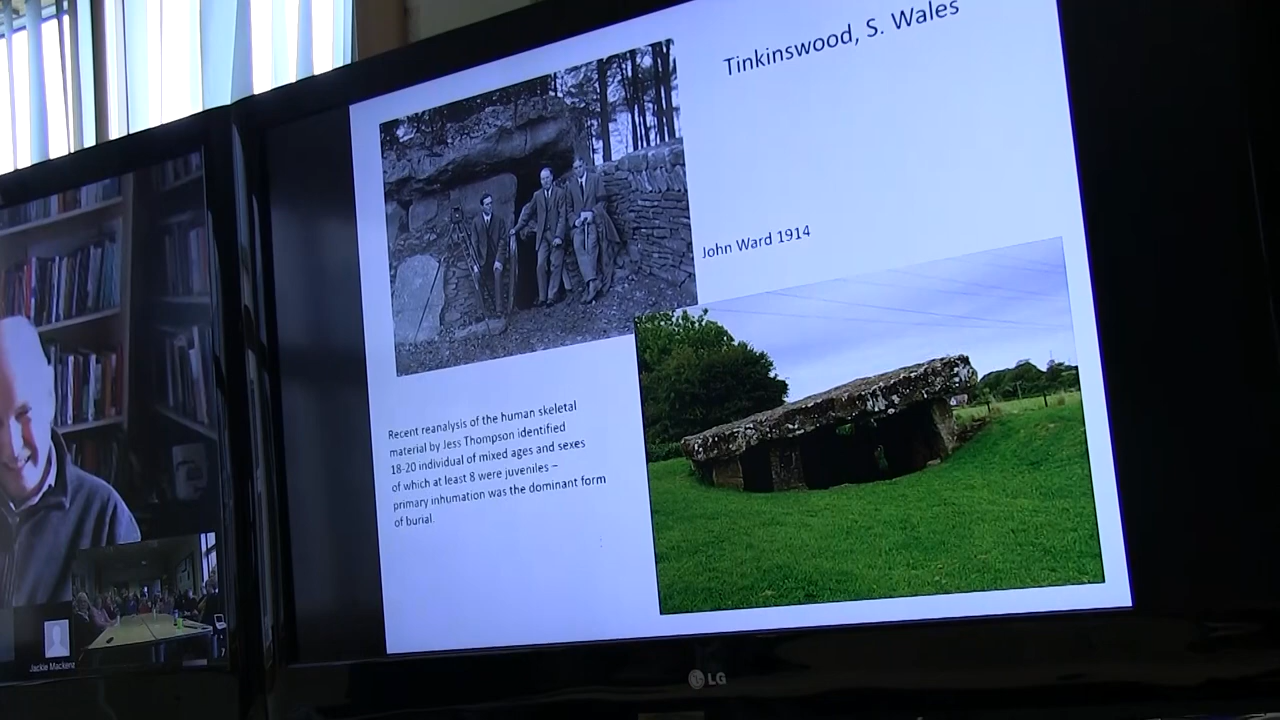 Tinkinswood, S. Wales
John Ward 1914
Recent reanalysis of the human skeletal
material by Jess Thompson identified
18-20 individual of mixed ages and sexes
of which at least 8 were juveniles –
primary inhumation was the dominant form
of burial.
Jackie Mackenz
LG